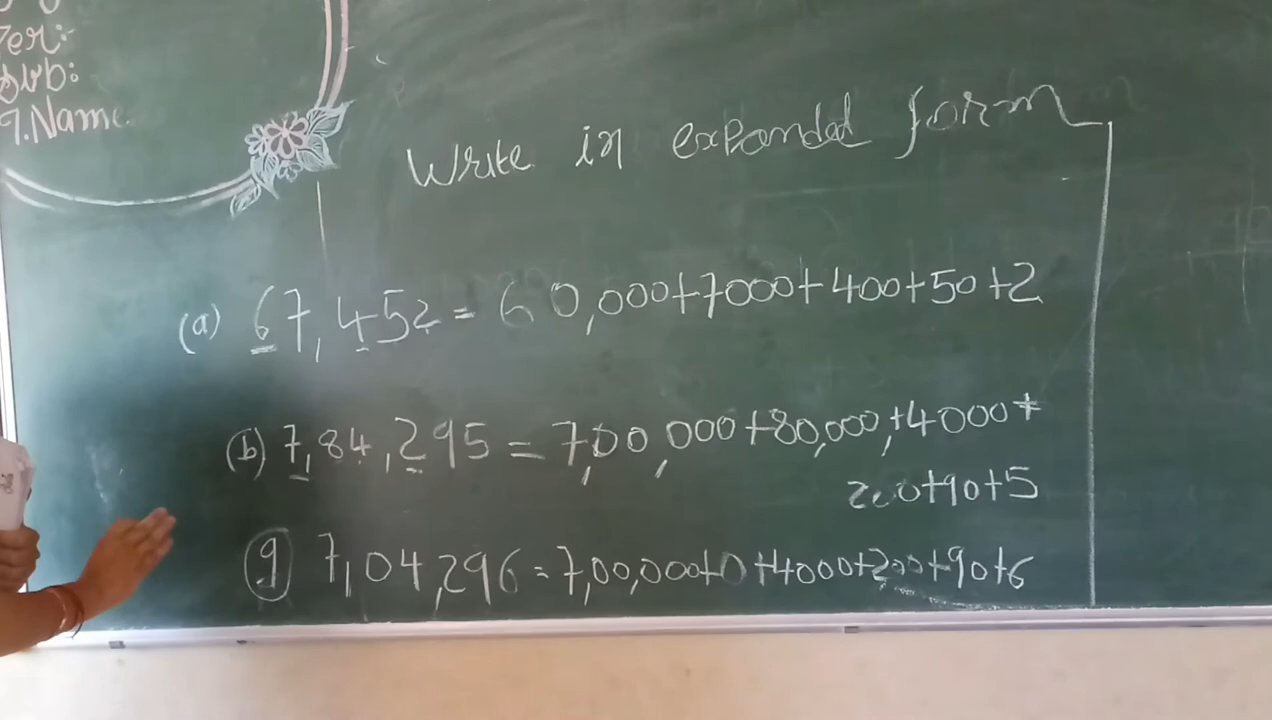 er:-
Sub:
T.Name
Write in expanded form
(a) 67,452 = 60,000+7000+400+50+2
(b) 7,84,295 = 7,00,000+80,000,+4000+
200+90+5
(g) 7,04,296=7,00,000+0+4000+200+90+6